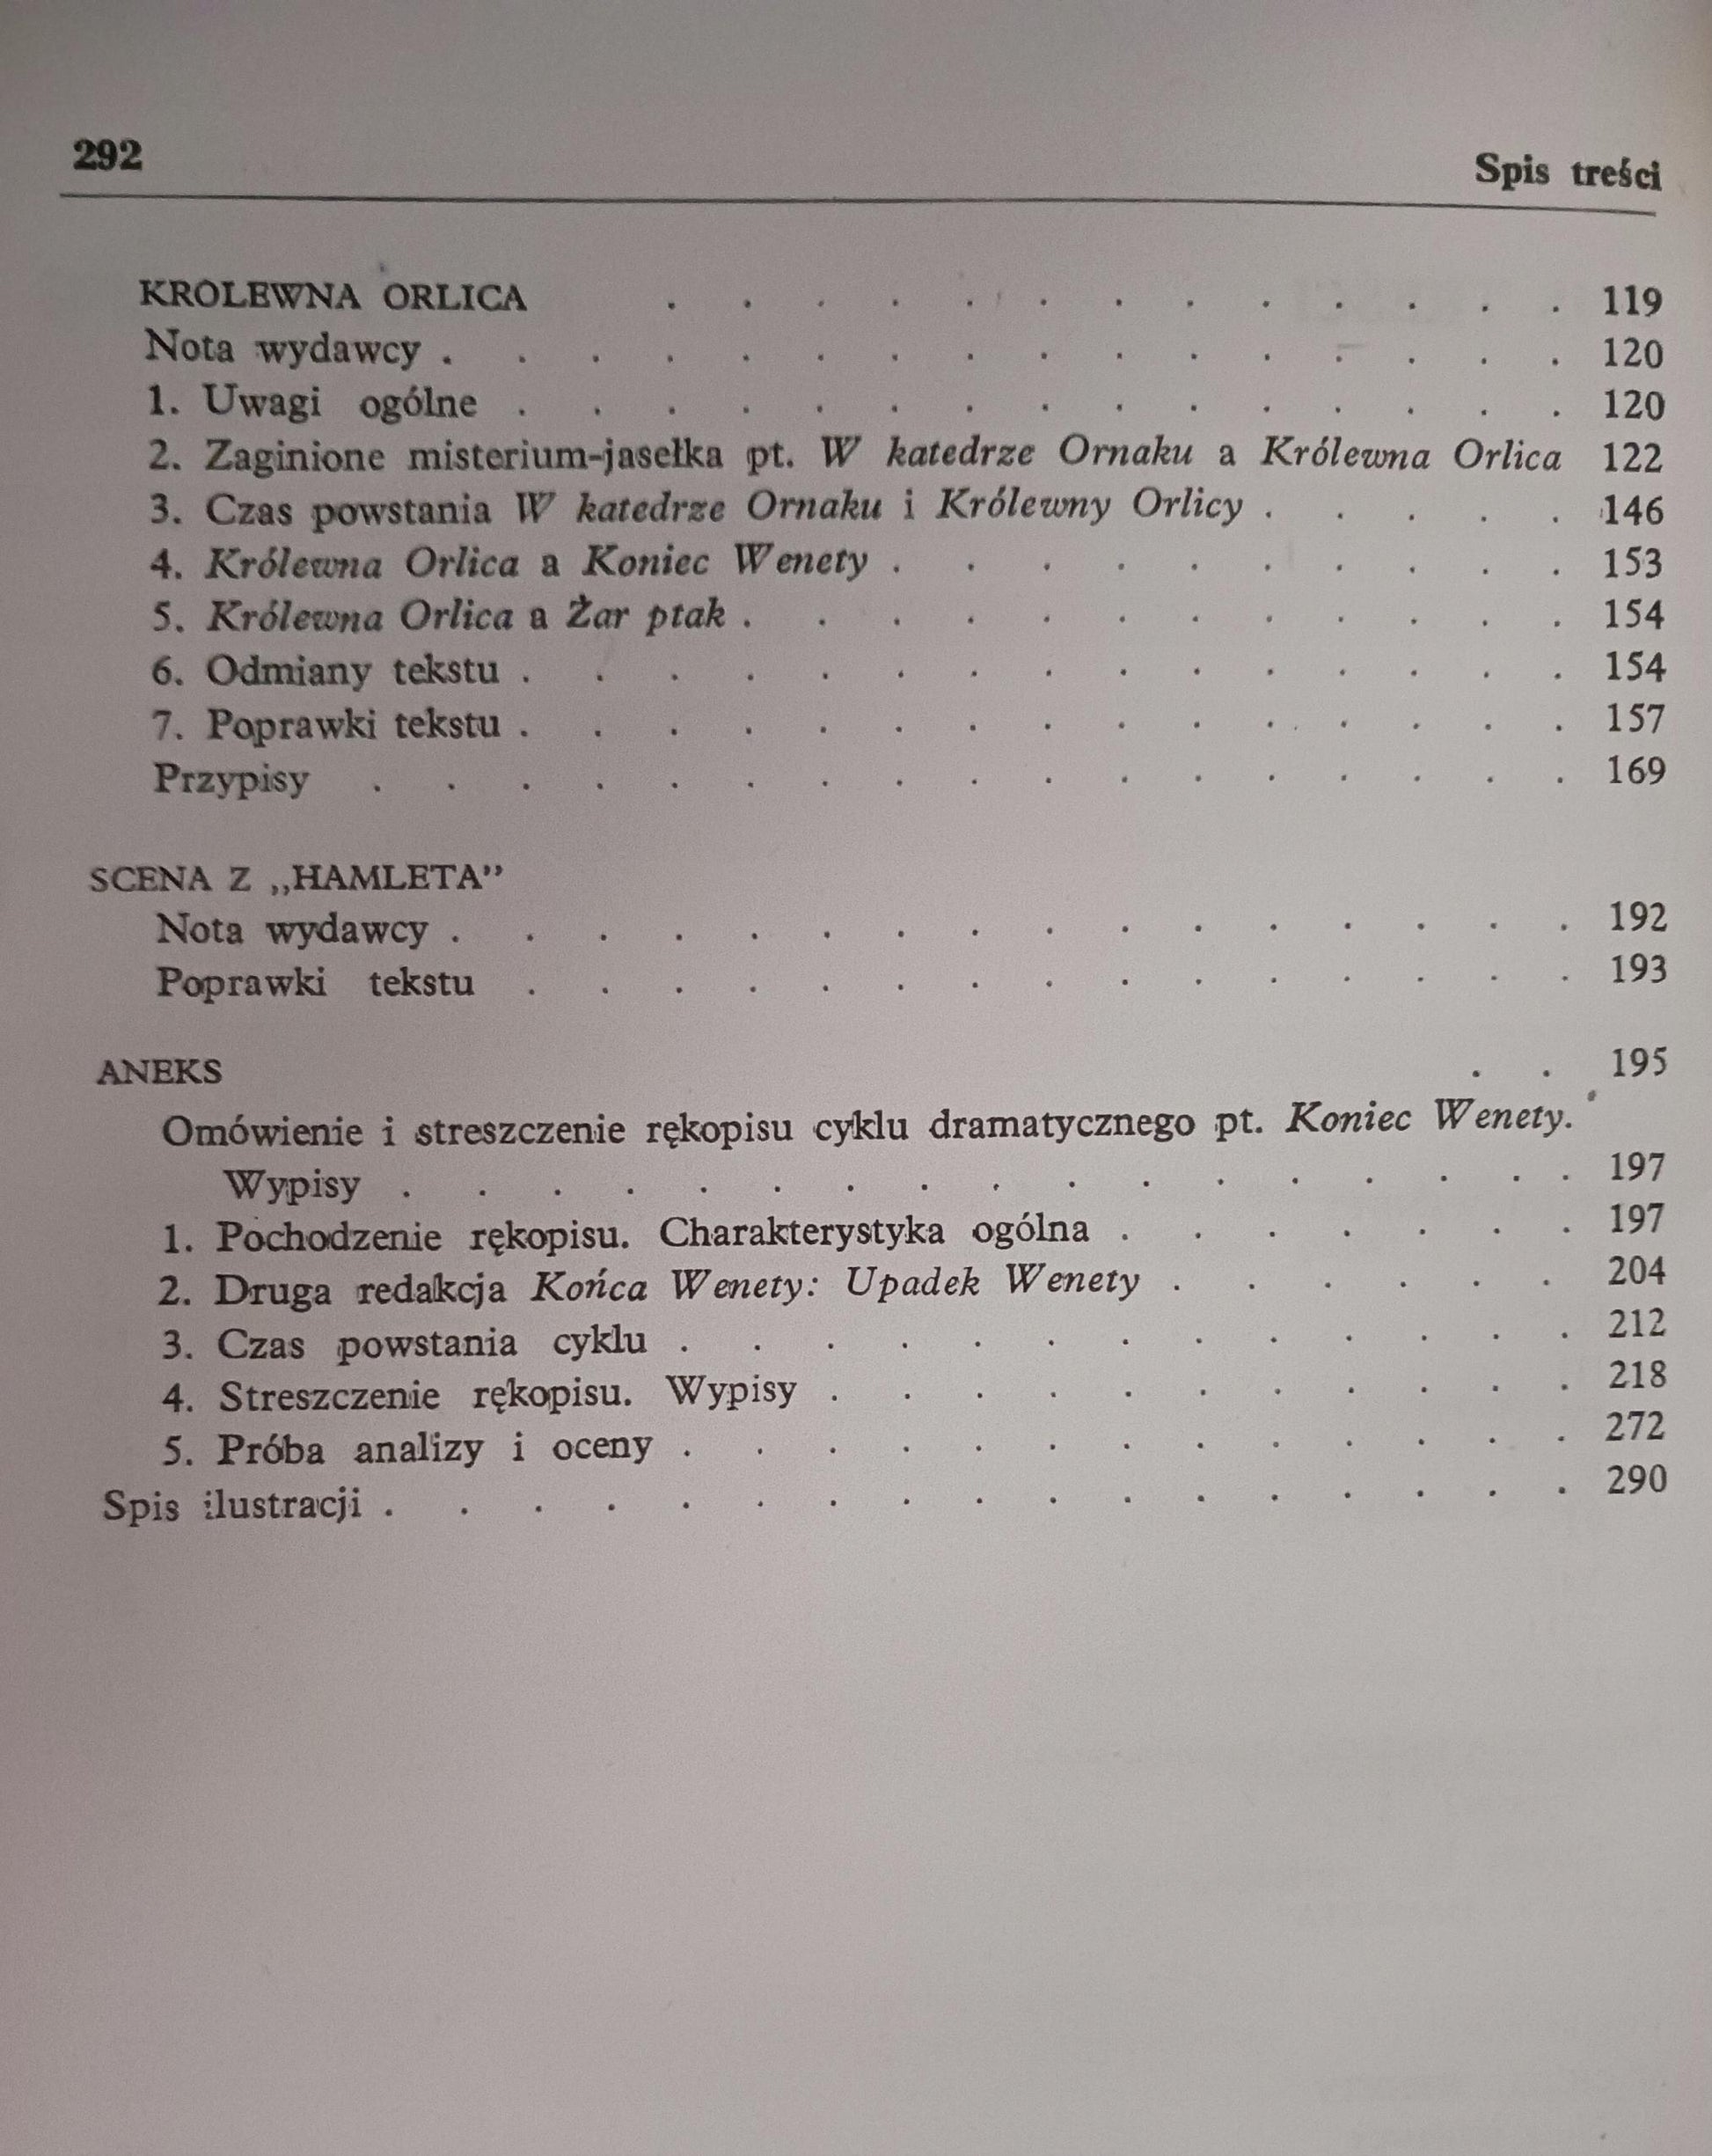 292 Spis treści
KROLEWNA ORLICA . . . . . . . . . . . . . 119
Nota wydawcy . . . . . . . . . . . . . . . . 120
1. Uwagi ogólne . . . . . . . . . . . . . . . 120
2. Zaginione misterium-jasełka pt. W katedrze Ornaku a Królewna Orlica 122
3. Czas powstania W katedrze Ornaku i Królewny Orlicy . . . . . 146
4. Królewna Orlica a Koniec Wenety . . . . . . . . . . 153
5. Królewna Orlica a Żar ptak . . . . . . . . . . . . 154
6. Odmiany tekstu . . . . . . . . . . . . . . . 154
7. Poprawki tekstu . . . . . . . . . . . . . . . 157
Przypisy . . . . . . . . . . . . . . . . . 169
SCENA Z „HAMLETA”
Nota wydawcy . . . . . . . . . . . . . . . . 192
Poprawki tekstu . . . . . . . . . . . . . . . 193
ANEKS . . 195
Omówienie i streszczenie rękopisu cyklu dramatycznego pt. Koniec Wenety.
Wypisy . . . . . . . . . . . . . . . . . 197
1. Pochodzenie rękopisu. Charakterystyka ogólna . . . . . . . 197
2. Druga redakcja Końca Wenety: Upadek Wenety . . . . . . 204
3. Czas powstania cyklu . . . . . . . . . . . . . 212
4. Streszczenie rękopisu. Wypisy . . . . . . . . . . . 218
5. Próba analizy i oceny . . . . . . . . . . . . . 272
Spis ilustracji . . . . . . . . . . . . . . . . . 290